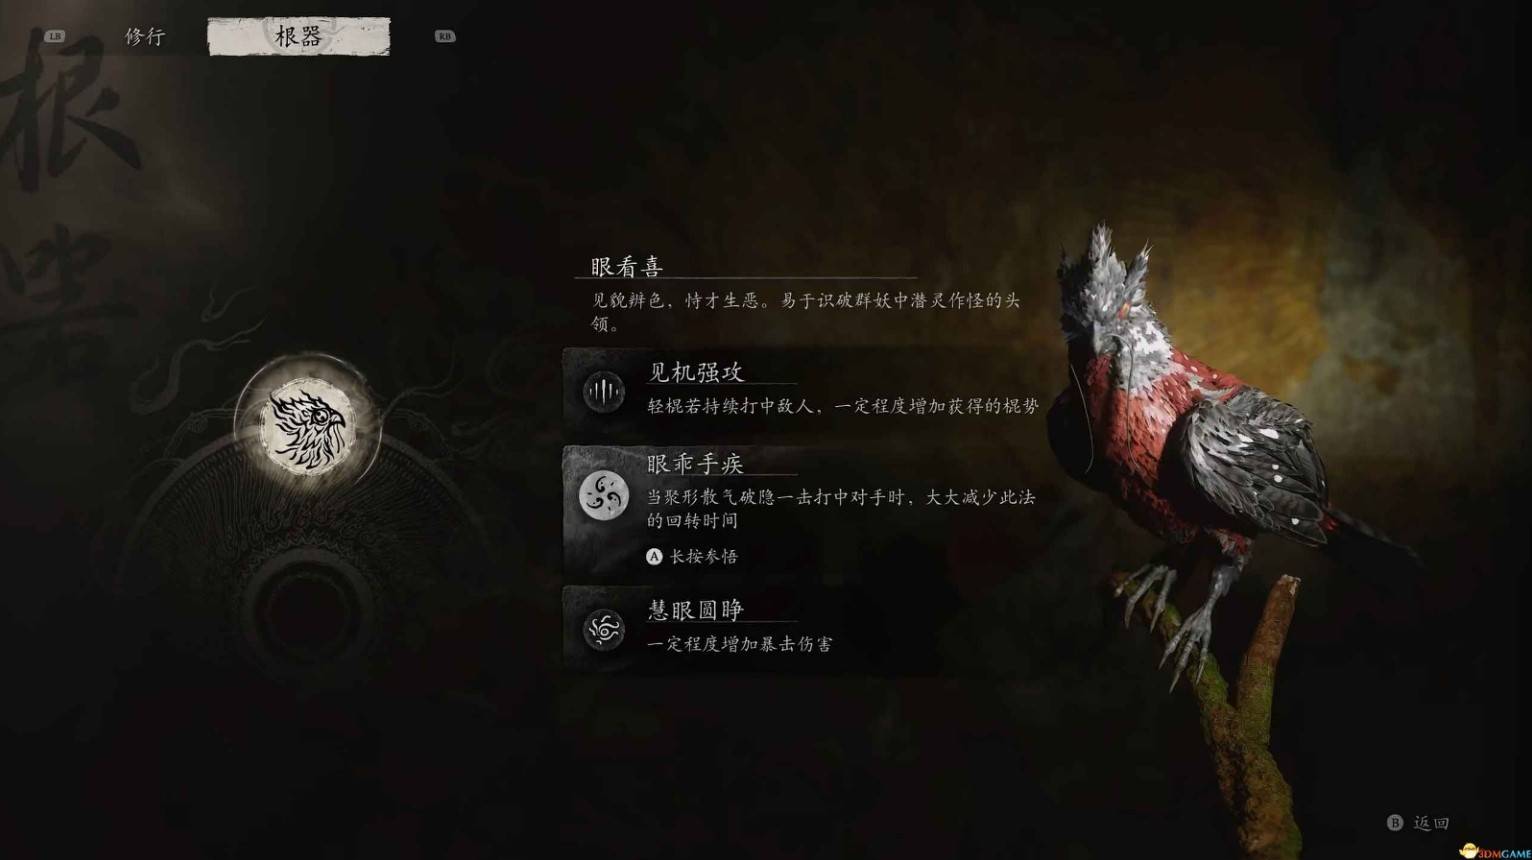 LB
修行
根器
RB
根
器
眼看喜
见貌辨色，恃才生恶。易于识破群妖中潜灵作怪的头
领。
见机强攻
轻棍若持续打中敌人，一定程度增加获得的棍势
眼乖手疾
当聚形散气破隐一击打中对手时，大大减少此法
的回转时间
A 长按参悟
慧眼圆睁
一定程度增加暴击伤害
B 返回
3DMGAME